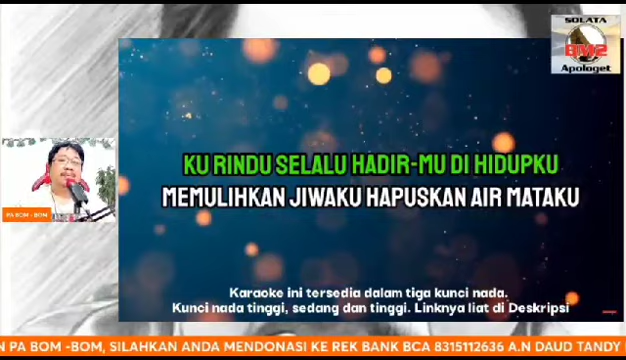 SOLATA
BM2
Apologet
KU RINDU SELALU HADIR-MU DI HIDUPKU
MEMULIHKAN JIWAKU HAPUSKAN AIR MATAKU
PA BOM - BOM
Karaoke ini tersedia dalam tiga kunci nada.
Kunci nada tinggi, sedang dan tinggi. Linknya liat di Deskripsi
N PA BOM -BOM, SILAHKAN ANDA MENDONASI KE REK BANK BCA 8315112636 A.N DAUD TANDY